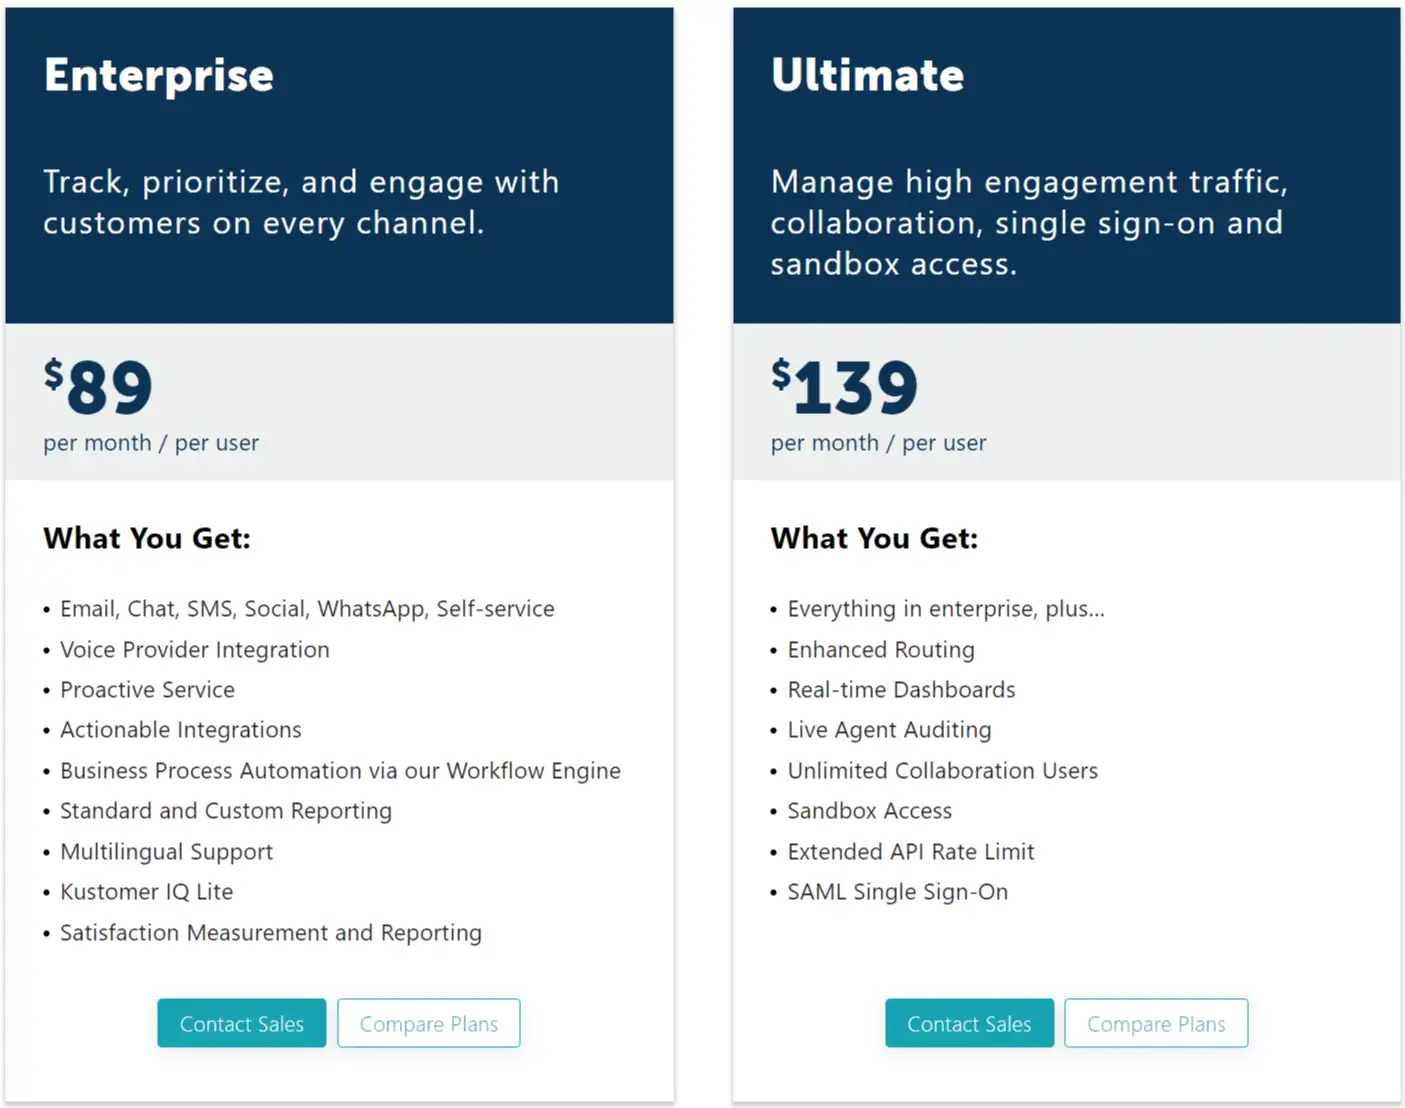 Enterprise
Track, prioritize, and engage with
customers on every channel.
$89
per month / per user
What You Get:
• Email, Chat, SMS, Social, WhatsApp, Self-service
• Voice Provider Integration
• Proactive Service
• Actionable Integrations
• Business Process Automation via our Workflow Engine
• Standard and Custom Reporting
• Multilingual Support
• Kustomer IQ Lite
• Satisfaction Measurement and Reporting
Contact Sales
Compare Plans
Ultimate
Manage high engagement traffic,
collaboration, single sign-on and
sandbox access.
$139
per month / per user
What You Get:
• Everything in enterprise, plus...
• Enhanced Routing
• Real-time Dashboards
• Live Agent Auditing
• Unlimited Collaboration Users
• Sandbox Access
• Extended API Rate Limit
• SAML Single Sign-On
Contact Sales
Compare Plans